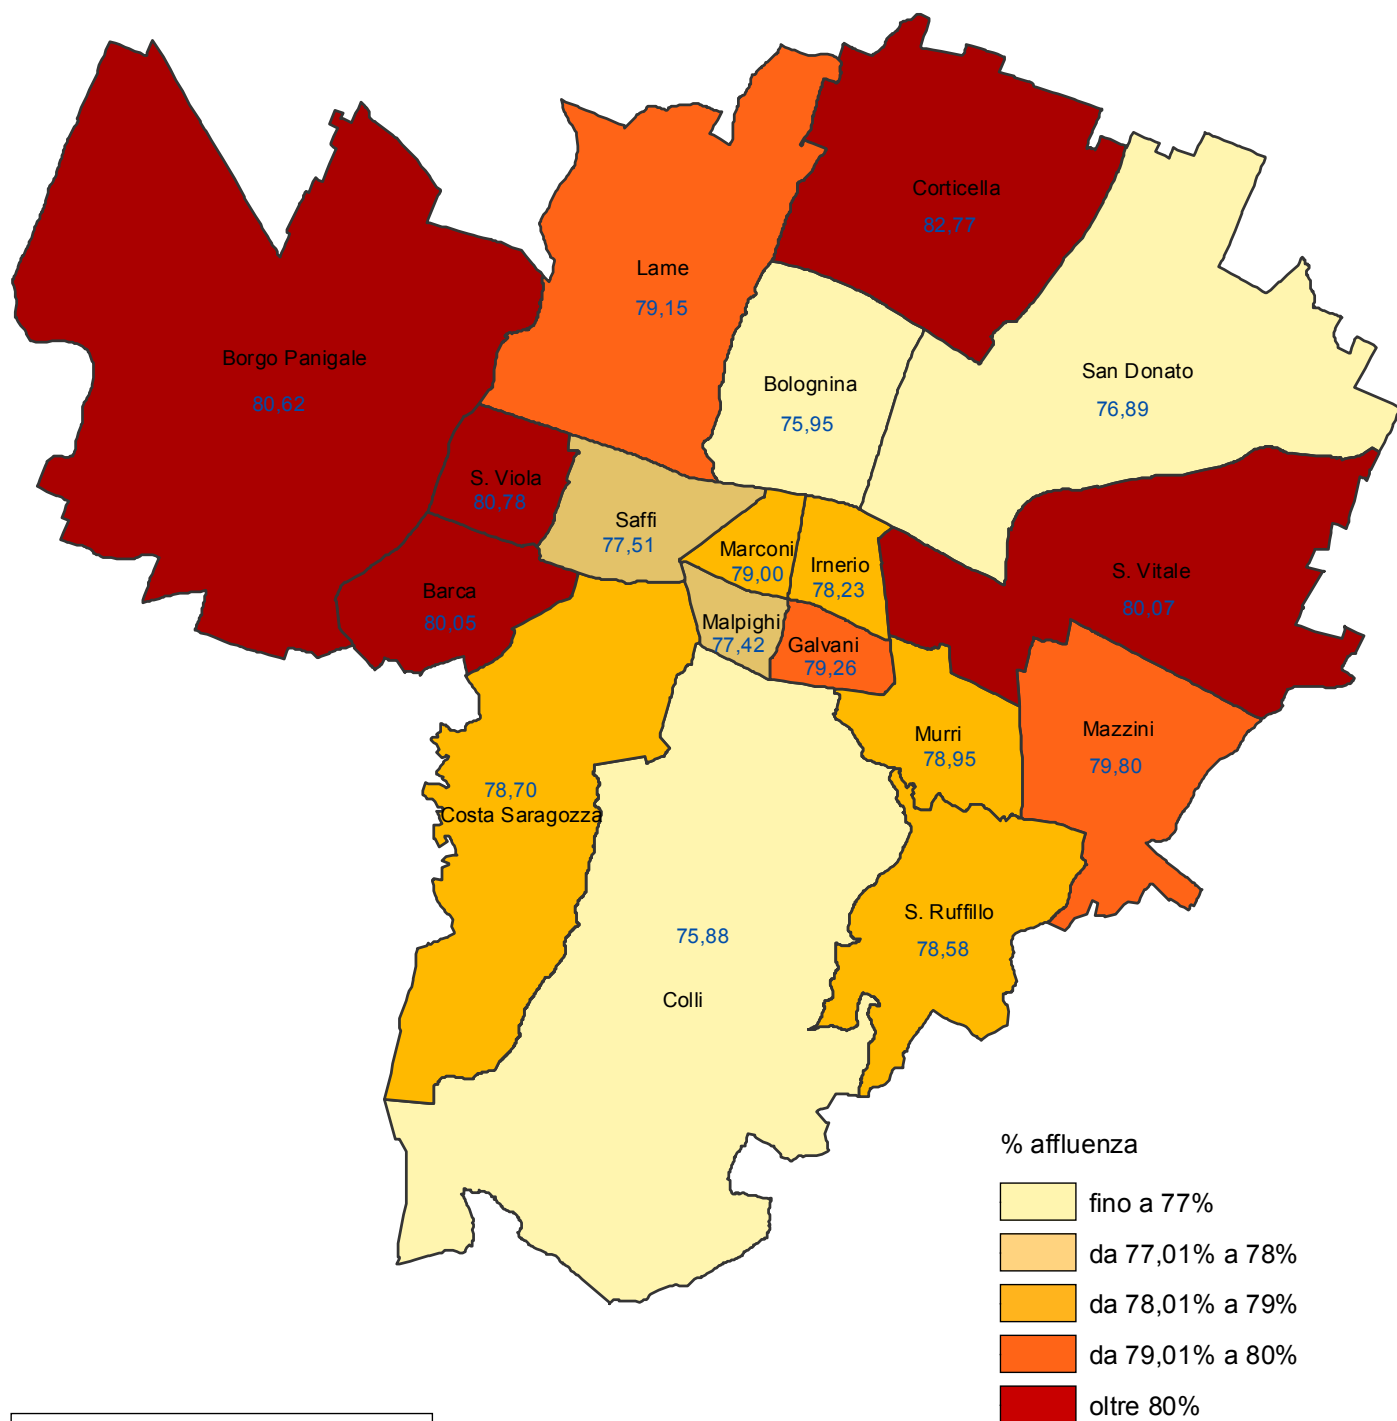 Corticella
82,77
Lame
79,15
Borgo Panigale
80,62
Bolognina
75,95
San Donato
76,89
S. Viola
80,78
Saffi
77,51
Marconi
79,00
Irnerio
78,23
S. Vitale
80,07
Barca
80,05
Malpighi
77,42
Galvani
79,26
Murri
78,95
Mazzini
79,80
78,70
Costa Saragozza
S. Ruffillo
78,58
75,88
Colli
% affluenza
fino a 77%
da 77,01% a 78%
da 78,01% a 79%
da 79,01% a 80%
oltre 80%